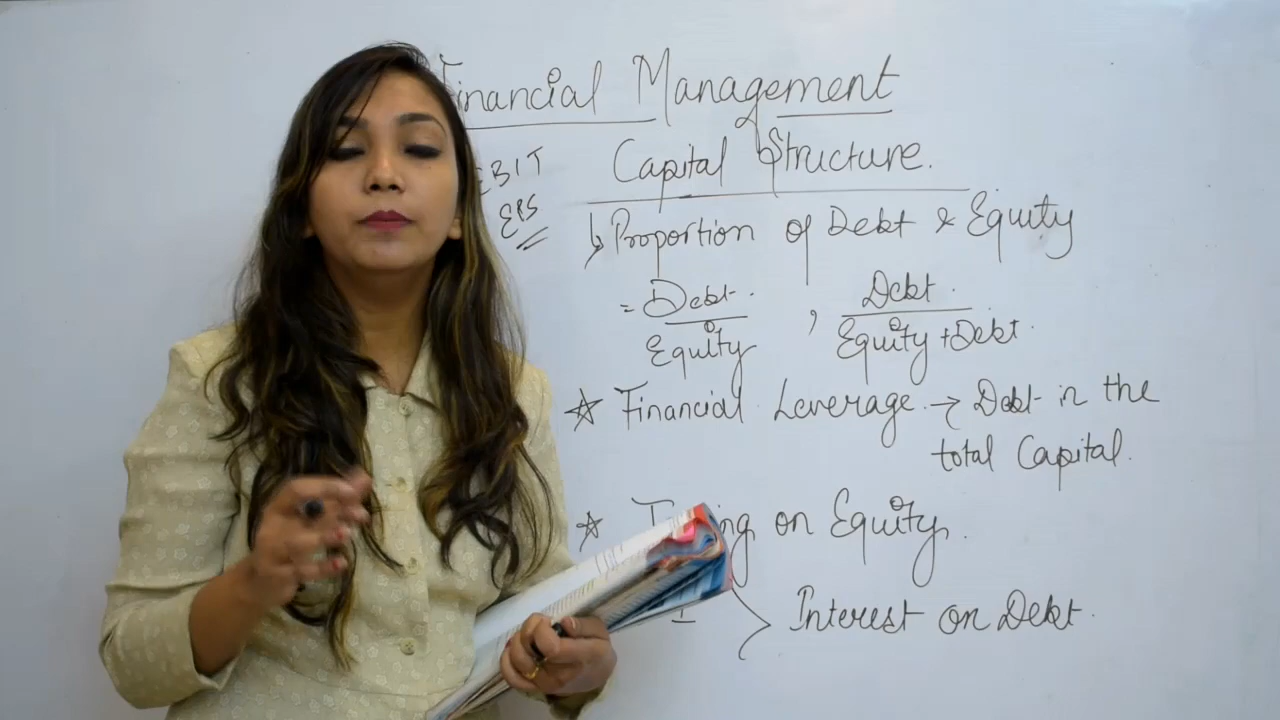 Financial Management
EBIT
EPS
Capital Structure.
Proportion of Debt & Equity
= Debt / Equity , Debt / Equity + Debt
☆ Financial Leverage → Debt in the
total Capital.
☆ on Equity.
Interest on Debt.